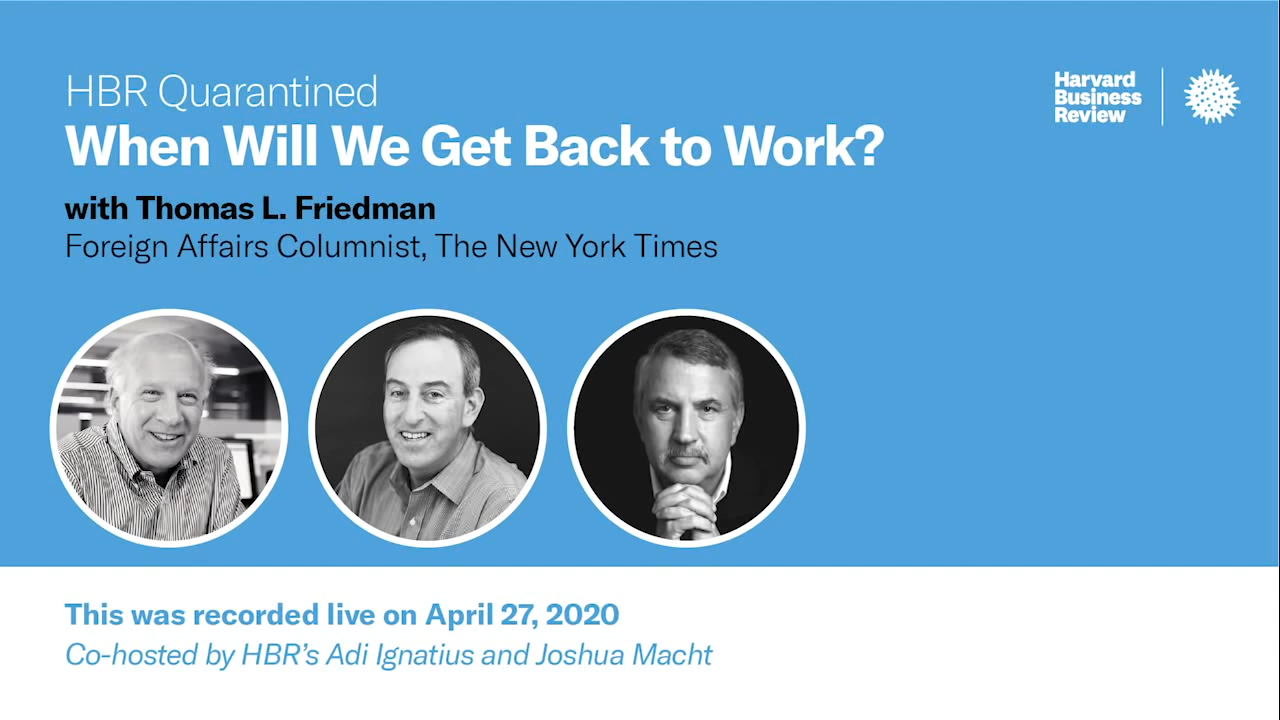 HBR Quarantined
When Will We Get Back to Work?
with Thomas L. Friedman
Foreign Affairs Columnist, The New York Times
Harvard
Business
Review
This was recorded live on April 27, 2020
Co-hosted by HBR’s Adi Ignatius and Joshua Macht